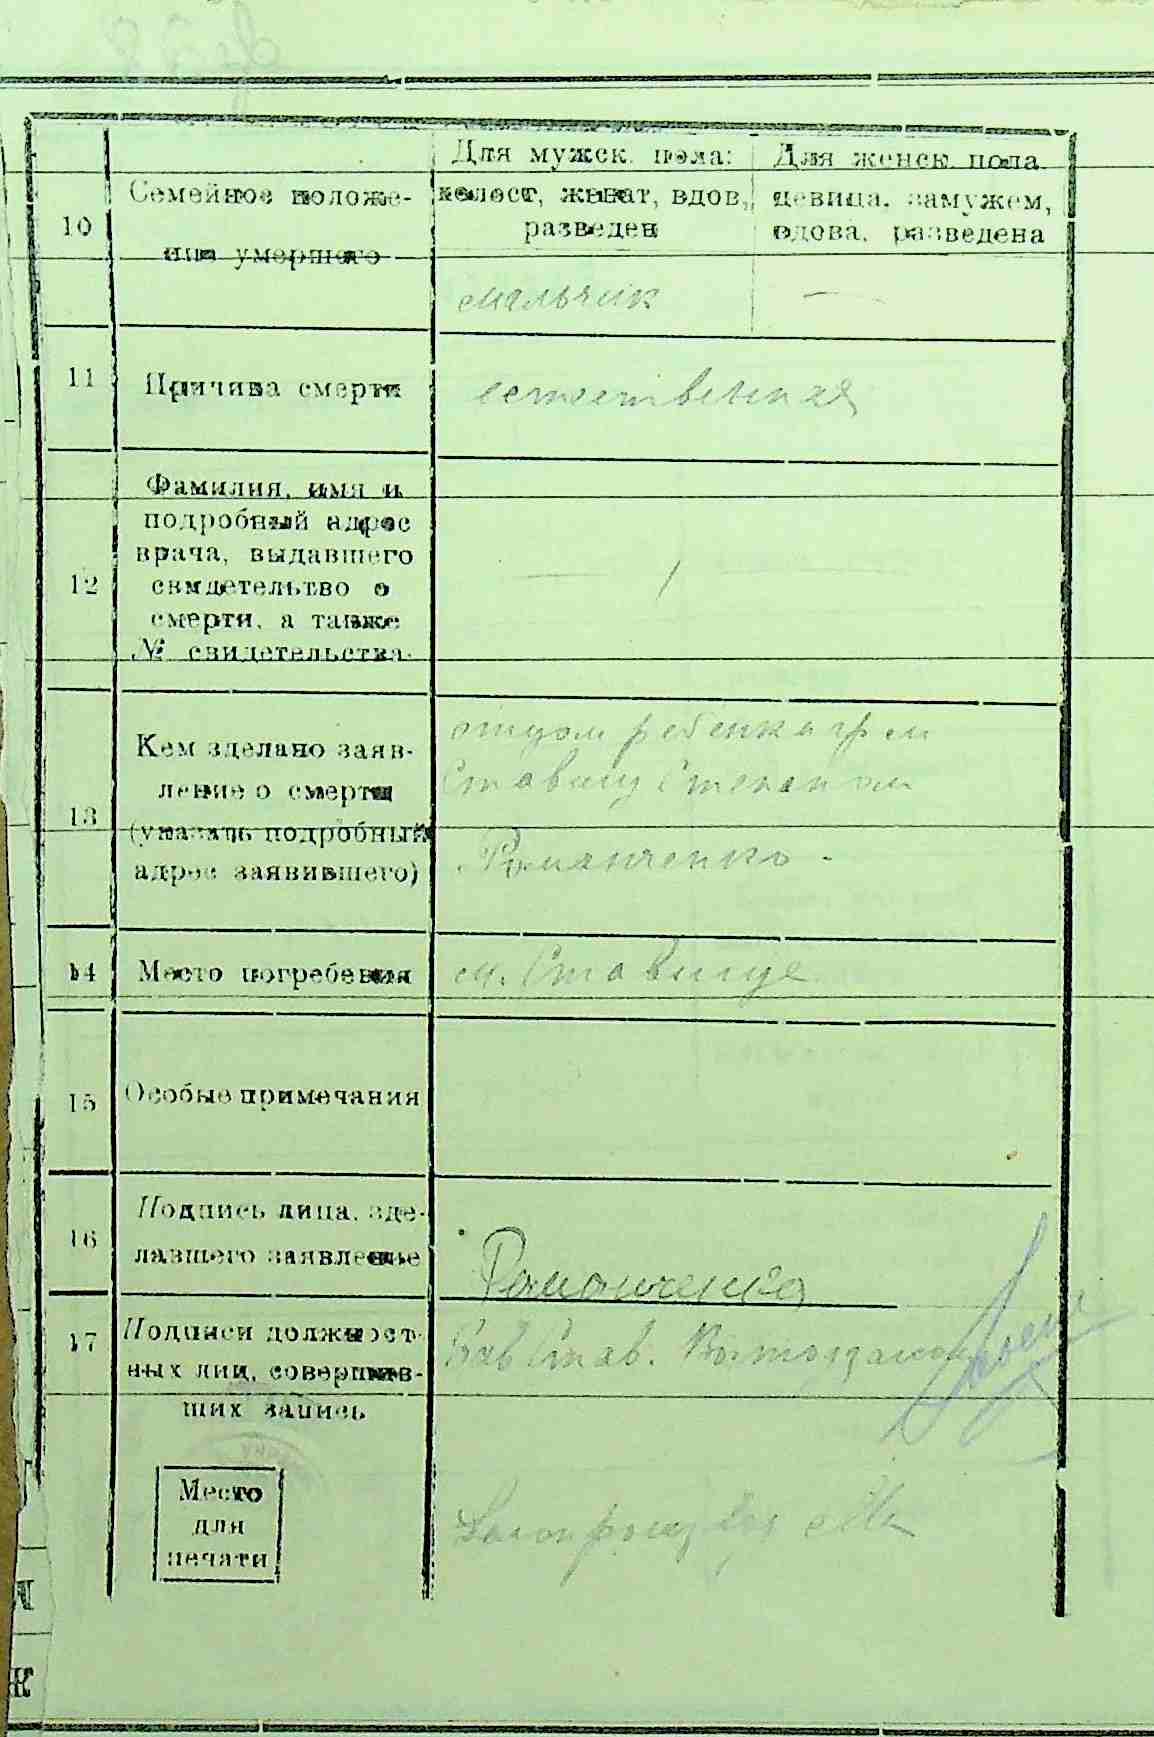 Для мужск. пола: Для женск. пола
10 Семейное положе- холост, женат, вдов, девица, замужем,
ние умершего разведен вдова, разведена
мальчик —
11 Причина смерти естественная
Фамилия, имя и
подробный адрес
врача, выдавшего
12 свидетельство о
смерти, а также
№ свидетельства.
отцом ребенка гр м
Кем зделано заяв- Ставищ Степаном
ление о смерти
13 (указать подробный Романченко -
адрес заявившего)
14 Место погребения м. Ставище
15 Особые примечания
Подпись лица, зде-
16 лавшего заявление Романченко
17 Подписи должност- Зав Став.
ных лиц, совершив-
ших запись
Место
для
печати
Ж